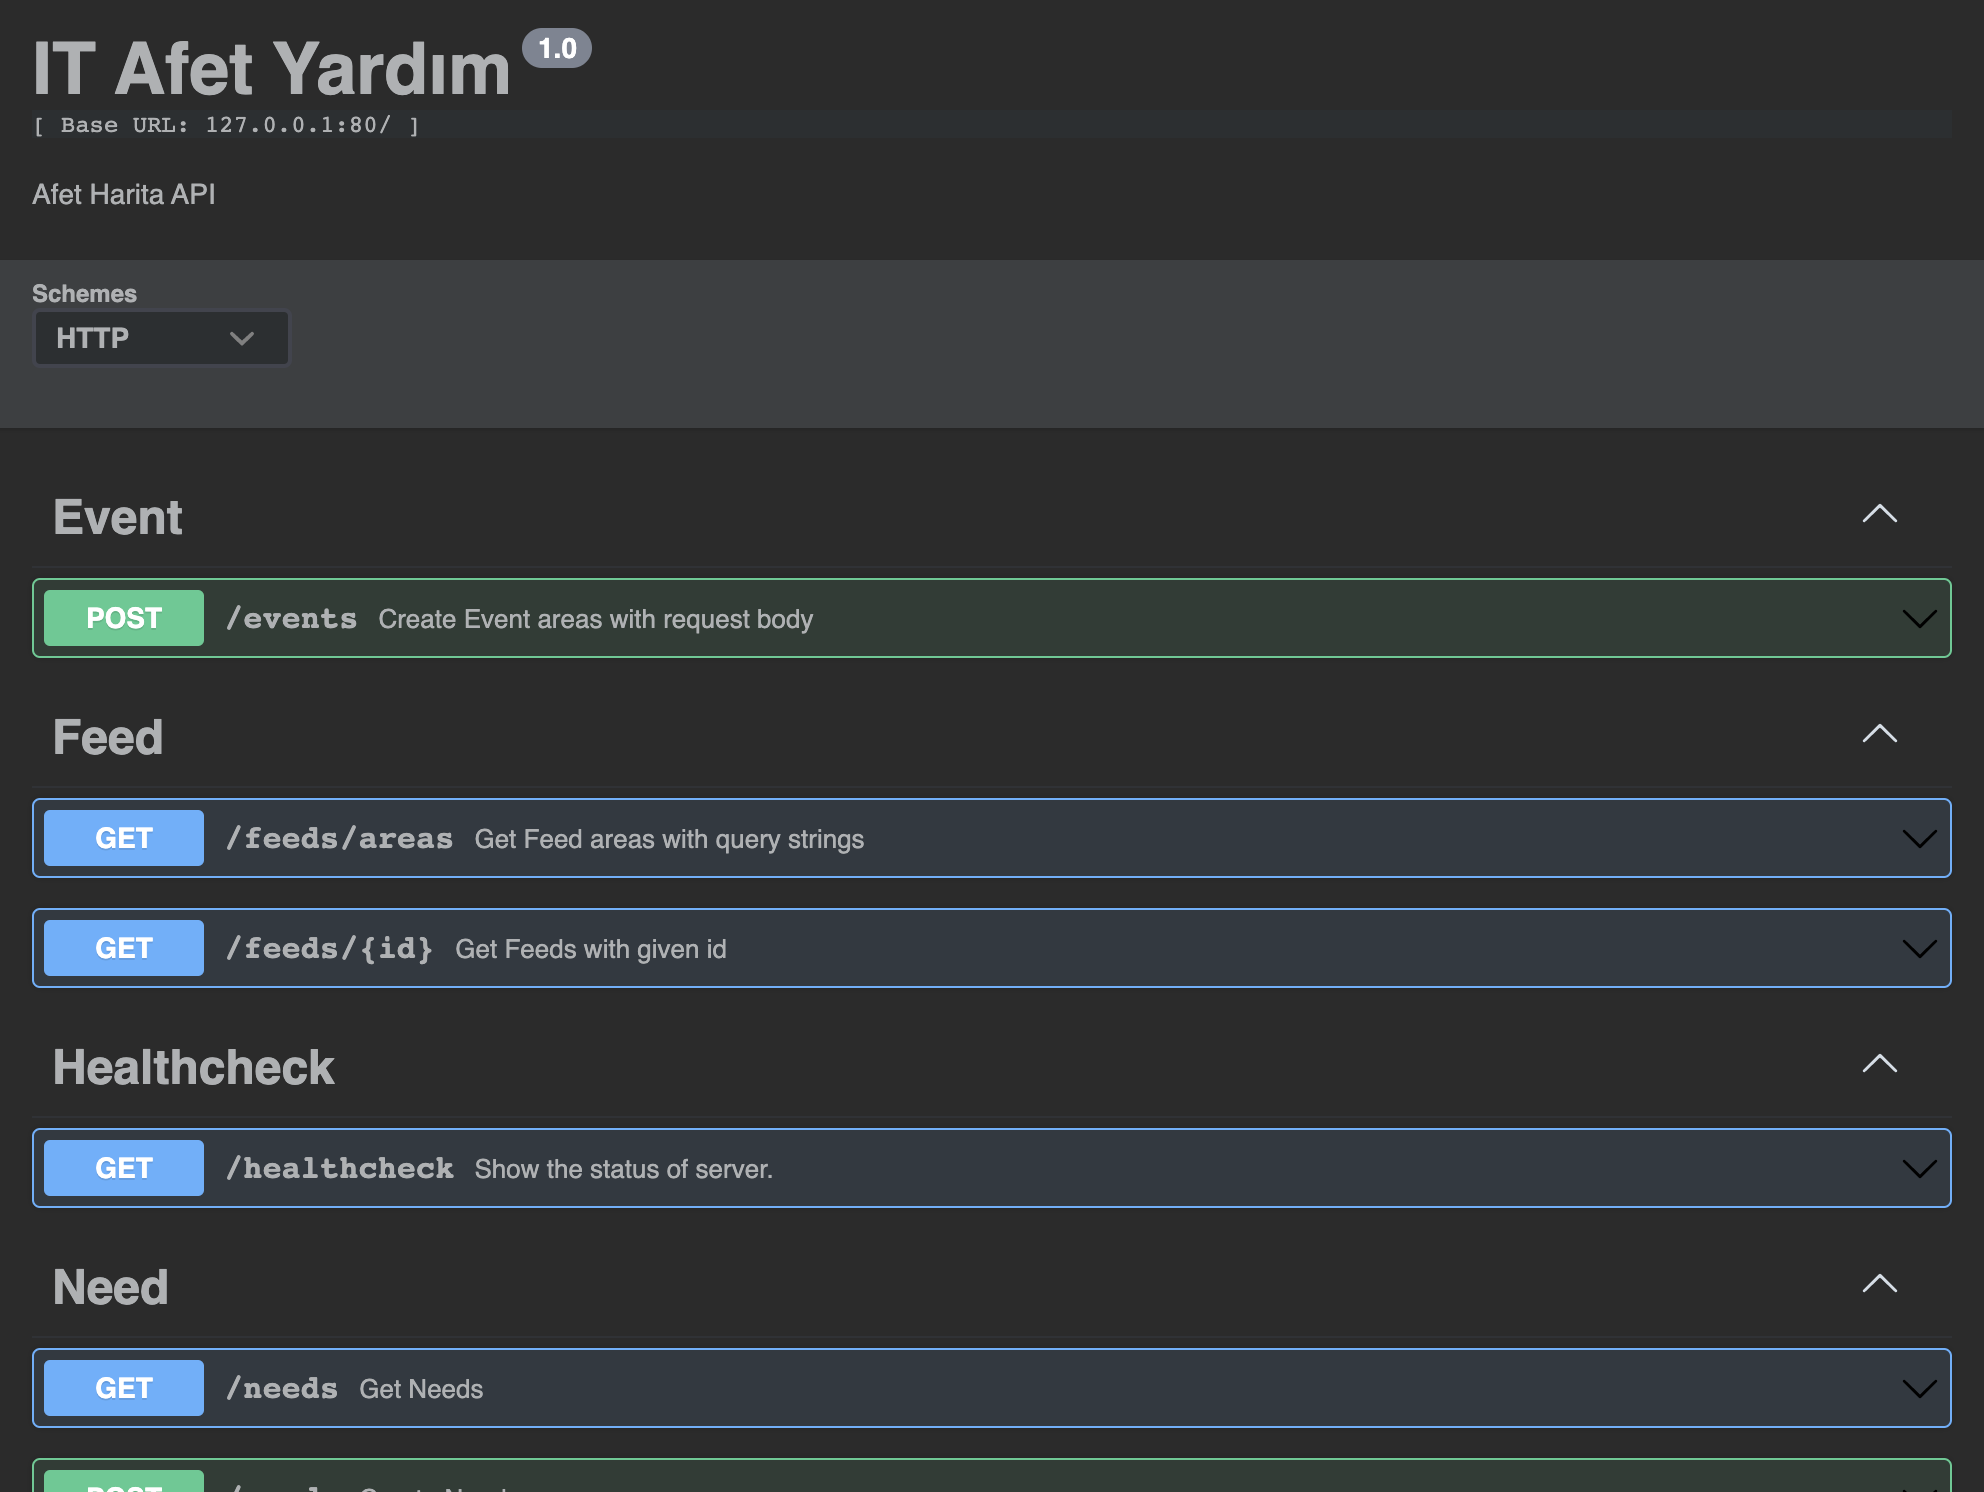 IT Afet Yardım 1.0
[ Base URL: 127.0.0.1:80/ ]
Afet Harita API
Schemes
HTTP
Event
POST /events Create Event areas with request body
Feed
GET /feeds/areas Get Feed areas with query strings
GET /feeds/{id} Get Feeds with given id
Healthcheck
GET /healthcheck Show the status of server.
Need
GET /needs Get Needs
POST